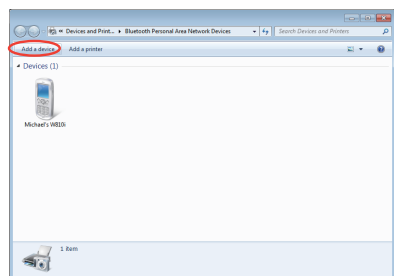 « Devices and Print... ▸ Bluetooth Personal Area Network Devices
Search Devices and Printers
Add a device Add a printer
Devices (1)
Michael's W810i
1 item